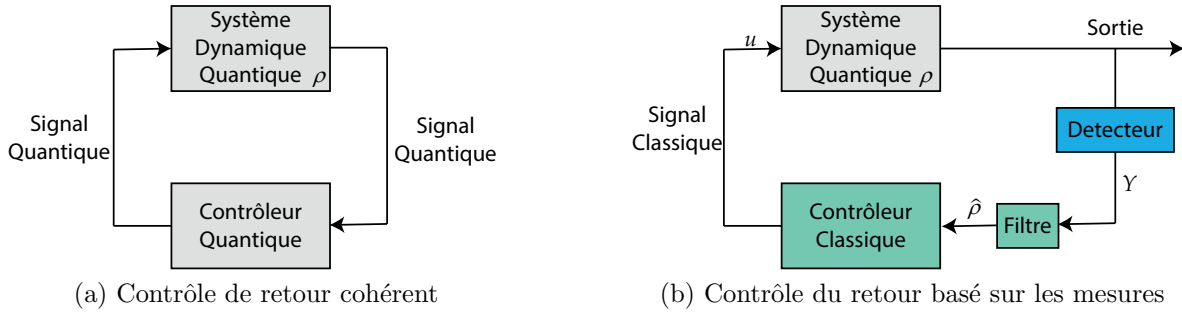 Système
Dynamique
Quantique ρ
Signal
Quantique
Signal
Quantique
Contrôleur
Quantique
(a) Contrôle de retour cohérent
u
Système
Dynamique
Quantique ρ
Sortie
Signal
Classique
Detecteur
Y
Contrôleur
Classique
ρ̂
Filtre
(b) Contrôle du retour basé sur les mesures